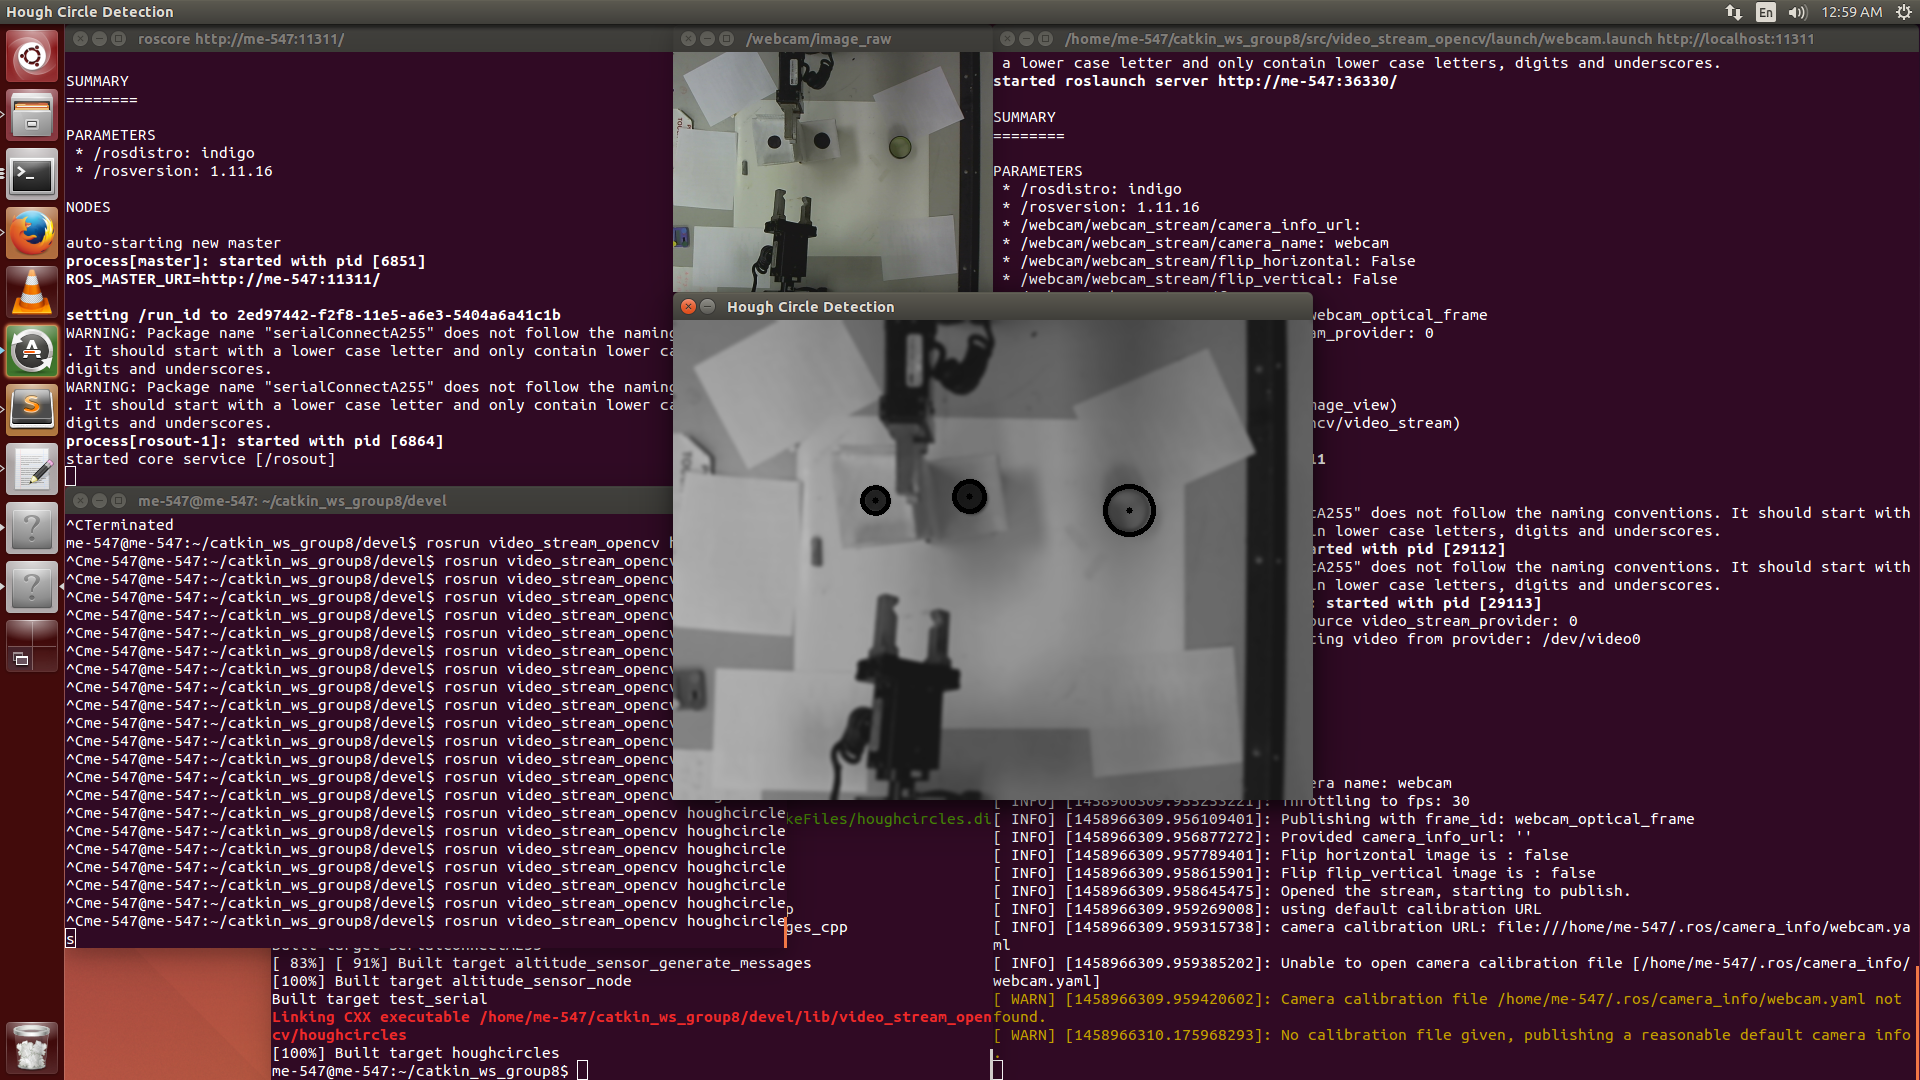 Hough Circle Detection
En
12:59 AM
roscore http://me-547:11311/
SUMMARY
========
PARAMETERS
* /rosdistro: indigo
* /rosversion: 1.11.16
NODES
auto-starting new master
process[master]: started with pid [6851]
ROS_MASTER_URI=http://me-547:11311/
setting /run_id to 2ed97442-f2f8-11e5-a6e3-5404a6a41c1b
WARNING: Package name "serialConnectA255" does not follow the naming
. It should start with a lower case letter and only contain lower ca
digits and underscores.
WARNING: Package name "serialConnectA255" does not follow the naming
. It should start with a lower case letter and only contain lower ca
digits and underscores.
process[rosout-1]: started with pid [6864]
started core service [/rosout]
/webcam/image_raw
/home/me-547/catkin_ws_group8/src/video_stream_opencv/launch/webcam.launch http://localhost:11311
a lower case letter and only contain lower case letters, digits and underscores.
started roslaunch server http://me-547:36330/
SUMMARY
========
PARAMETERS
* /rosdistro: indigo
* /rosversion: 1.11.16
* /webcam/webcam_stream/camera_info_url:
* /webcam/webcam_stream/camera_name: webcam
* /webcam/webcam_stream/flip_horizontal: False
* /webcam/webcam_stream/flip_vertical: False
webcam_optical_frame
am_provider: 0
mage_view)
ncv/video_stream)
11
tA255" does not follow the naming conventions. It should start with
in lower case letters, digits and underscores.
arted with pid [29112]
tA255" does not follow the naming conventions. It should start with
in lower case letters, digits and underscores.
: started with pid [29113]
ource video_stream_provider: 0
cing video from provider: /dev/video0
era name: webcam
[ INFO] [1458966309.955253221]: Throttling to fps: 30
[ INFO] [1458966309.956109401]: Publishing with frame_id: webcam_optical_frame
[ INFO] [1458966309.956877272]: Provided camera_info_url: ''
[ INFO] [1458966309.957789401]: Flip horizontal image is : false
[ INFO] [1458966309.958615901]: Flip flip_vertical image is : false
[ INFO] [1458966309.958645475]: Opened the stream, starting to publish.
[ INFO] [1458966309.959269008]: using default calibration URL
[ INFO] [1458966309.959315738]: camera calibration URL: file:///home/me-547/.ros/camera_info/webcam.ya
ml
[ INFO] [1458966309.959385202]: Unable to open camera calibration file [/home/me-547/.ros/camera_info/
webcam.yaml]
[ WARN] [1458966309.959420602]: Camera calibration file /home/me-547/.ros/camera_info/webcam.yaml not
found.
[ WARN] [1458966310.175968293]: No calibration file given, publishing a reasonable default camera info
.
Hough Circle Detection
me-547@me-547: ~/catkin_ws_group8/devel
^CTerminated
me-547@me-547:~/catkin_ws_group8/devel$ rosrun video_stream_opencv h
^Cme-547@me-547:~/catkin_ws_group8/devel$ rosrun video_stream_opencv
^Cme-547@me-547:~/catkin_ws_group8/devel$ rosrun video_stream_opencv
^Cme-547@me-547:~/catkin_ws_group8/devel$ rosrun video_stream_opencv
^Cme-547@me-547:~/catkin_ws_group8/devel$ rosrun video_stream_opencv
^Cme-547@me-547:~/catkin_ws_group8/devel$ rosrun video_stream_opencv
^Cme-547@me-547:~/catkin_ws_group8/devel$ rosrun video_stream_opencv
^Cme-547@me-547:~/catkin_ws_group8/devel$ rosrun video_stream_opencv
^Cme-547@me-547:~/catkin_ws_group8/devel$ rosrun video_stream_opencv
^Cme-547@me-547:~/catkin_ws_group8/devel$ rosrun video_stream_opencv
^Cme-547@me-547:~/catkin_ws_group8/devel$ rosrun video_stream_opencv
^Cme-547@me-547:~/catkin_ws_group8/devel$ rosrun video_stream_opencv
^Cme-547@me-547:~/catkin_ws_group8/devel$ rosrun video_stream_opencv
^Cme-547@me-547:~/catkin_ws_group8/devel$ rosrun video_stream_opencv
^Cme-547@me-547:~/catkin_ws_group8/devel$ rosrun video_stream_opencv houghcircle
^Cme-547@me-547:~/catkin_ws_group8/devel$ rosrun video_stream_opencv houghcircle
^Cme-547@me-547:~/catkin_ws_group8/devel$ rosrun video_stream_opencv houghcircle
^Cme-547@me-547:~/catkin_ws_group8/devel$ rosrun video_stream_opencv houghcircle
^Cme-547@me-547:~/catkin_ws_group8/devel$ rosrun video_stream_opencv houghcircle
^Cme-547@me-547:~/catkin_ws_group8/devel$ rosrun video_stream_opencv houghcircle
^Cme-547@me-547:~/catkin_ws_group8/devel$ rosrun video_stream_opencv houghcircle
^Cme-547@me-547:~/catkin_ws_group8/devel$ rosrun video_stream_opencv houghcircle
s
keFiles/houghcircles.di
p
ges_cpp
Built target serialConnectA255
[ 83%] [ 91%] Built target altitude_sensor_generate_messages
[100%] Built target altitude_sensor_node
Built target test_serial
Linking CXX executable /home/me-547/catkin_ws_group8/devel/lib/video_stream_open
cv/houghcircles
[100%] Built target houghcircles
me-547@me-547:~/catkin_ws_group8$